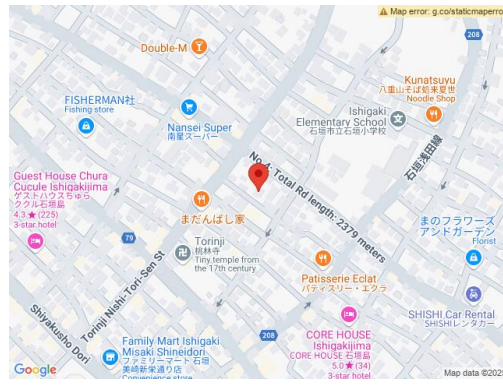 Map error: g.co/staticmaperro
208
Double-M
Kunatsuyu
八重山そば処来夏世
Noodle Shop
FISHERMAN社
Fishing store
Nansei Super
南星スーパー
Ishigaki
Elementary School
石垣市立石垣小学校
石垣浅田線
No.4: Total Rd length: 2379 meters
Guest House Chura
Cucule Ishigakijima
ゲストハウスちゅら
ククル石垣島
4.3 ★ (225)
3-star hotel
まだんばし家
まのフラワーズ
アンドガーデン
Florist
79
Torinji
桃林寺
Tiny temple from
the 17th century
Torinji Nishi-Tori-Sen St
Patisserie Eclat
パティスリー・エクラ
SHISHI Car Rental
SHISHIレンタカー
Shiyakusho Dori
208
CORE HOUSE
Ishigakijima
CORE HOUSE 石垣島
5.0 ★ (34)
3-star hotel
Family Mart Ishigaki
Misaki Shineidori
ファミリーマート 石垣
美崎新栄通り店
Convenience store
Google
Map data ©202